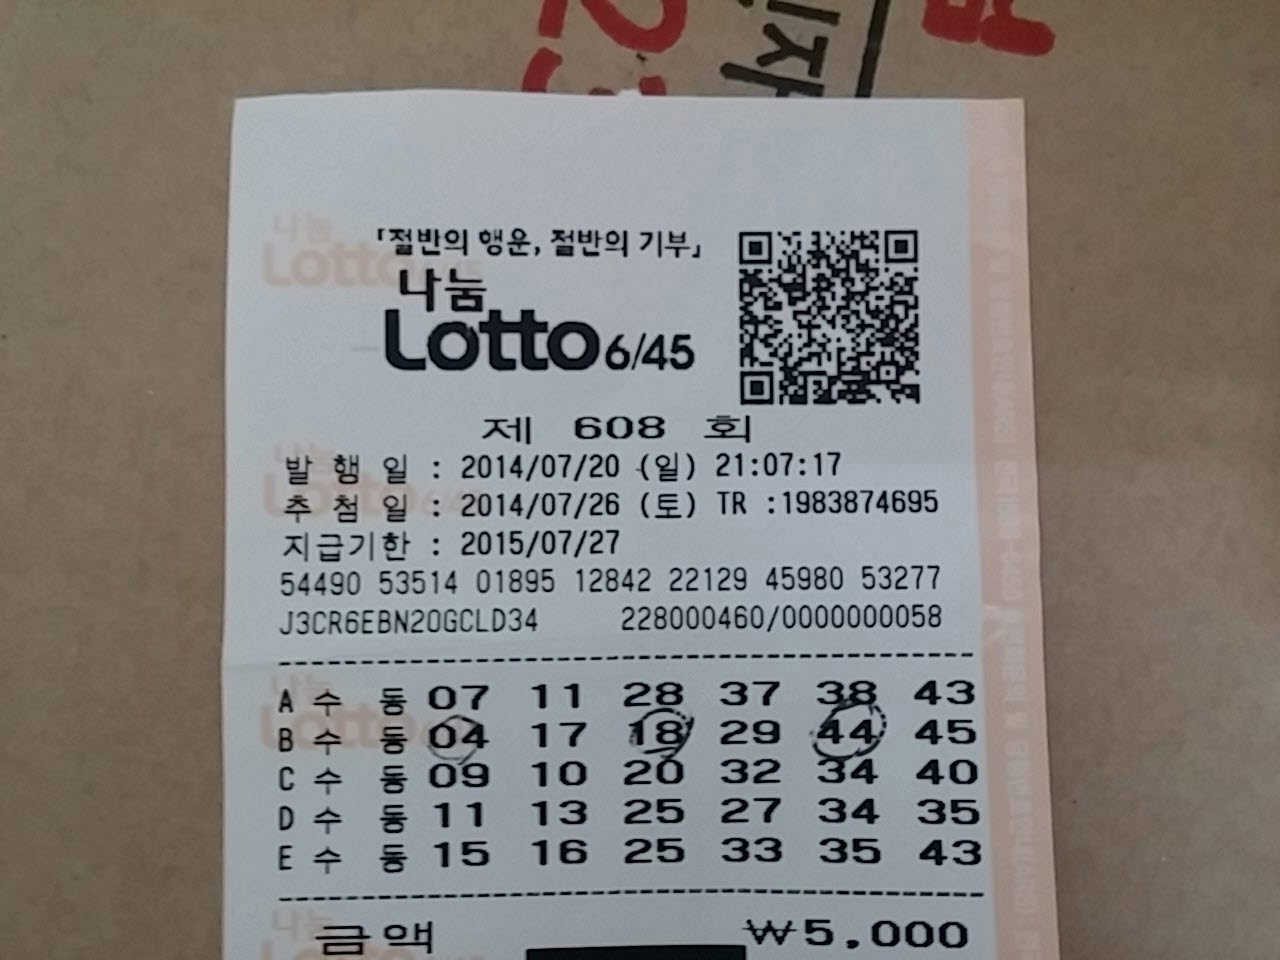 「절반의 행운, 절반의 기부」
나눔
Lotto 6/45
제 608 회
발 행 일 : 2014/07/20 (일) 21:07:17
추 첨 일 : 2014/07/26 (토) TR :1983874695
지급기한 : 2015/07/27
54490 53514 01895 12842 22129 45980 53277
J3CR6EBN20GCLD34 228000460/0000000058
A 수 동 07 11 28 37 38 43
B 수 동 04 17 18 29 44 45
C 수 동 09 10 20 32 34 40
D 수 동 11 13 25 27 34 35
E 수 동 15 16 25 33 35 43
금액 ₩5,000